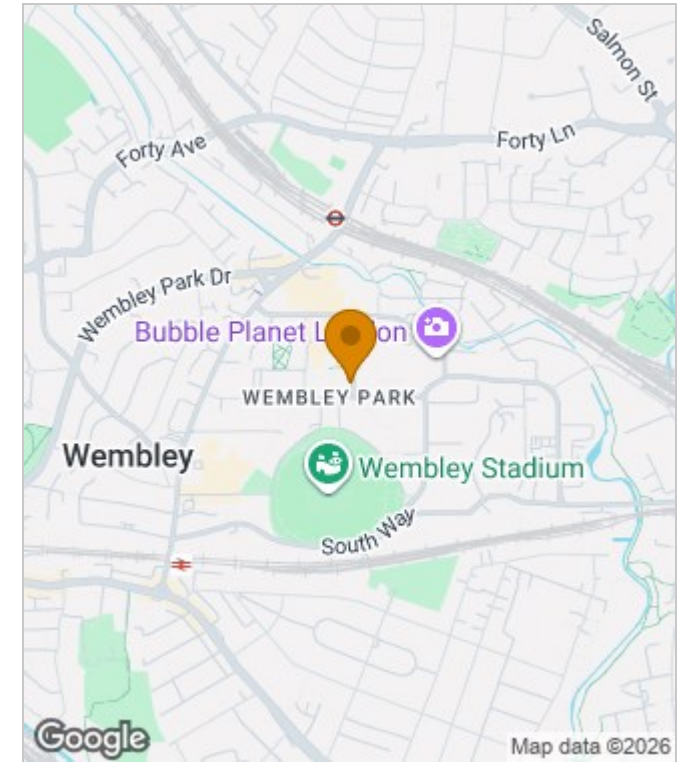 Salmon St
Forty Ln
Forty Ave
Wembley Park Dr
Bubble Planet L on
WEMBLEY PARK
Wembley
Wembley Stadium
South Way
Google
Map data ©2026